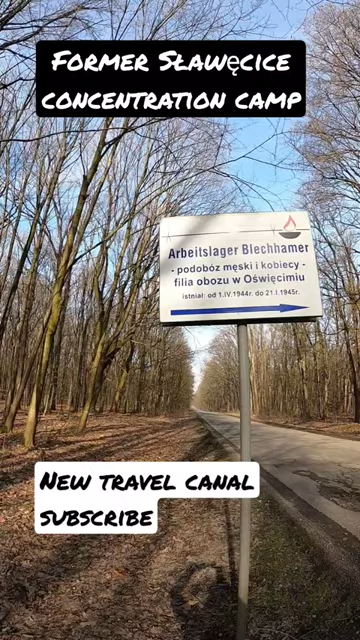 Former Sławęcice
concentration camp
Arbeitslager Blechhamer
- podobóz męski i kobiecy -
filia obozu w Oświęcimiu
istniał: od 1.IV.1944r. do 21.I.1945r.
New travel canal
subscribe